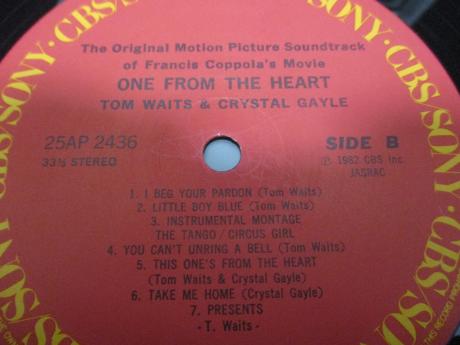 CBS/SONY · CBS/SONY · CBS/SONY
The Original Motion Picture Soundtrack
of Francis Coppola's Movie
ONE FROM THE HEART
TOM WAITS & CRYSTAL GAYLE
25AP 2436
33⅓ STEREO
SIDE B
Ⓟ 1982 CBS Inc
JASRAC
1. I BEG YOUR PARDON (Tom Waits)
2. LITTLE BOY BLUE (Tom Waits)
3. INSTRUMENTAL MONTAGE
THE TANGO/CIRCUS GIRL
4. YOU CAN'T UNRING A BELL (Tom Waits)
5. THIS ONE'S FROM THE HEART
(Tom Waits & Crystal Gayle)
6. TAKE ME HOME (Crystal Gayle)
7. PRESENTS
- T. Waits -
THIS RECORD